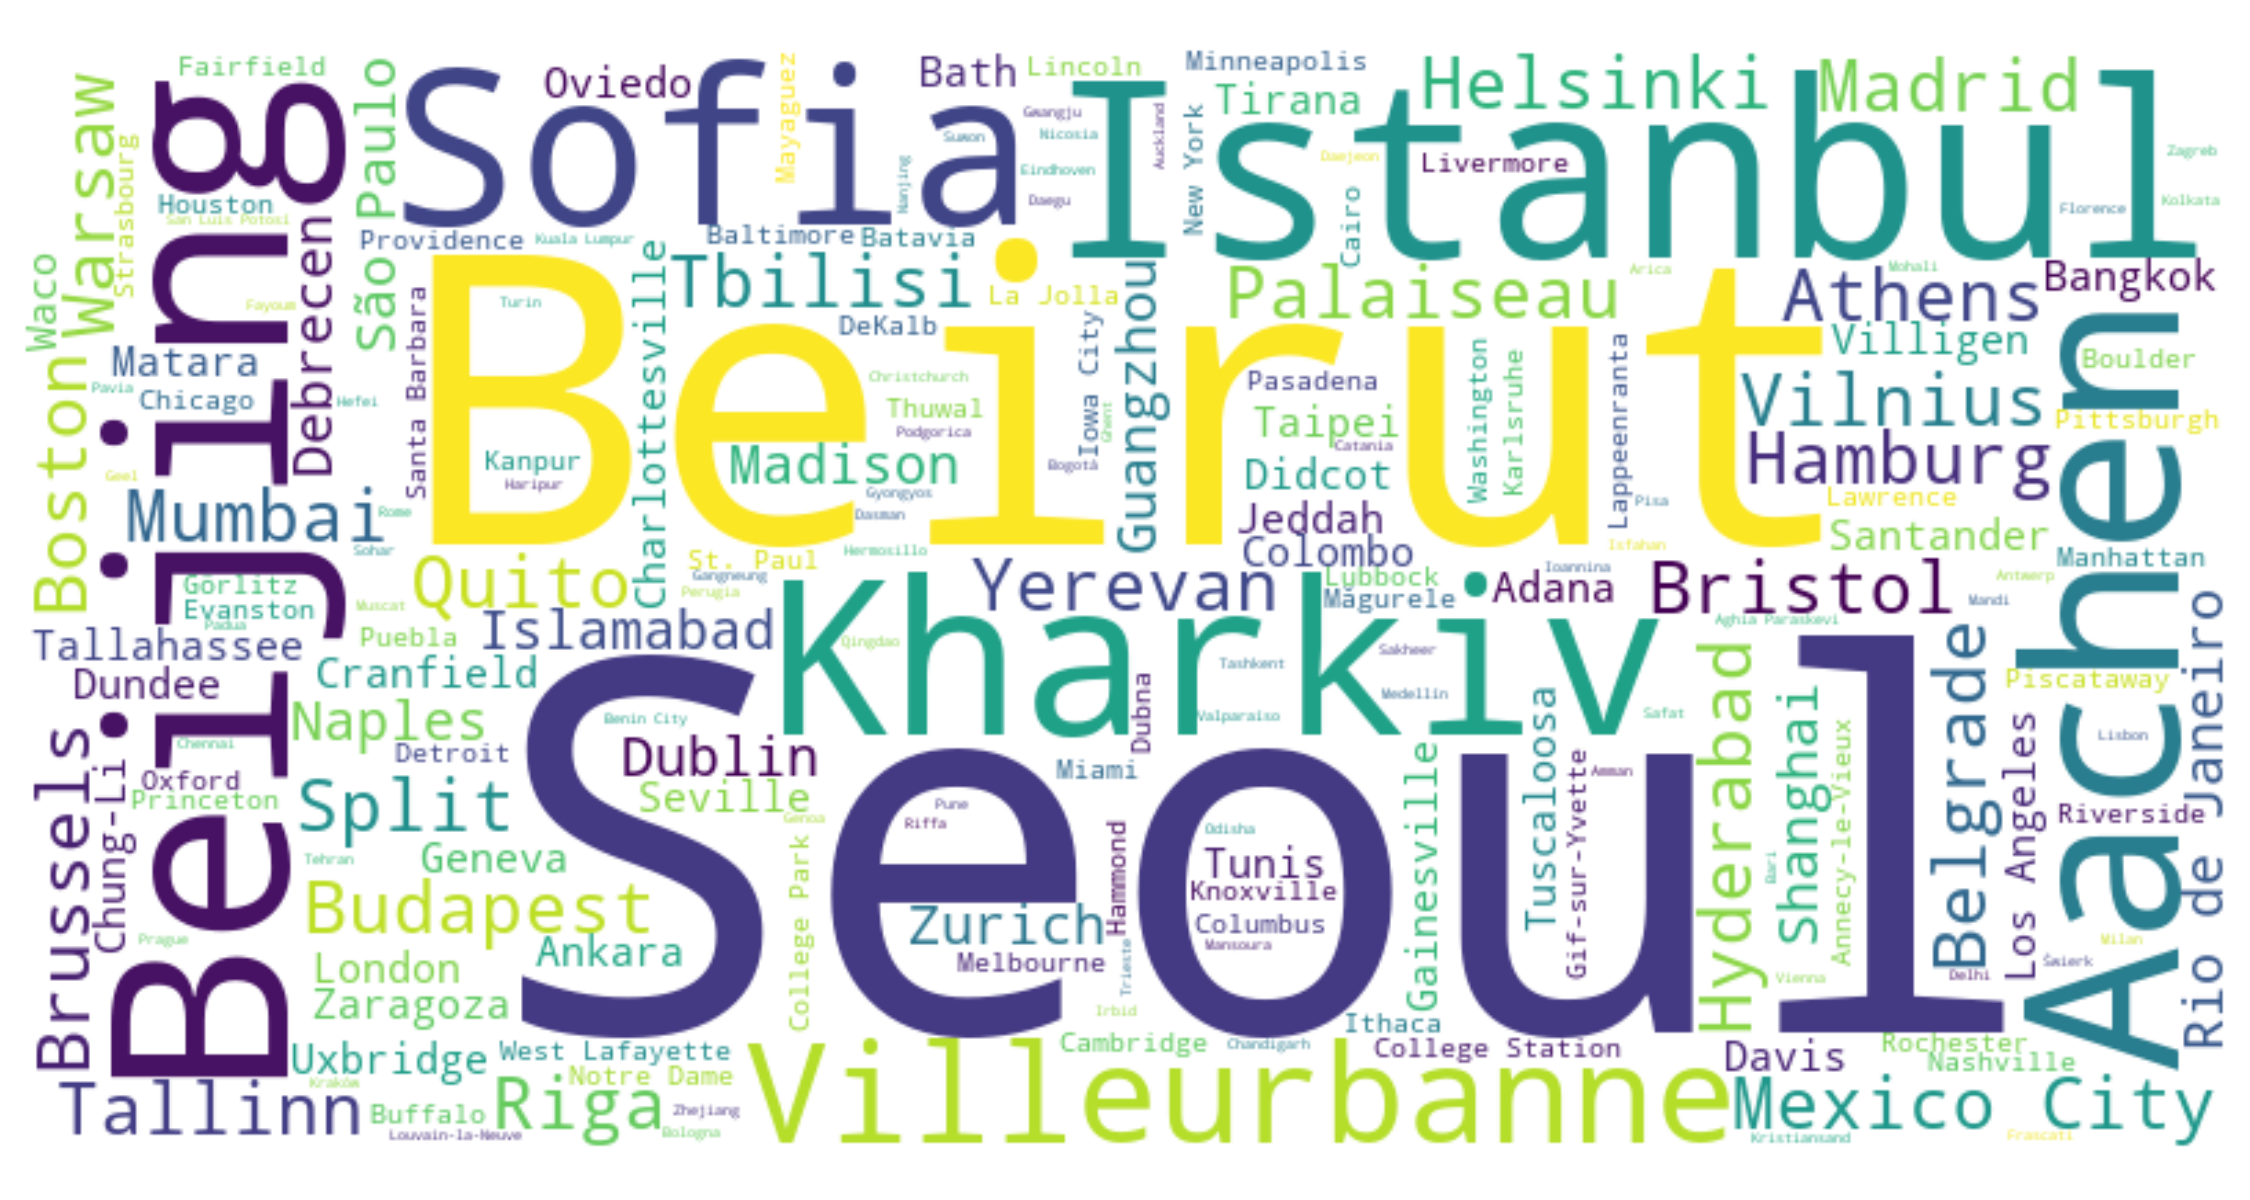 Fairfield
Warsaw
Strasbourg
Beijing
São Paulo
Sofia
Oviedo
Mayaguez
Bath
Lincoln
Minneapolis
Istanbul
Tirana
Helsinki
Madrid
Gwangju
Suwon
Nicosia
Auckland
New York
Daejeon
Livermore
Zagreb
Eindhoven
Nanjing
Daegu
Cairo
Florence
Kolkata
Houston
San Luis Potosi
Debrecen
Providence
Kuala Lumpur
Baltimore
Batavia
Waco
Charlottesville
Tbilisi
La Jolla
Guangzhou
Palaiseau
Arica
Athens
Mohali
Bangkok
Fayoum
Santa Barbara
Beirut
Turin
DeKalb
Iowa City
Villigen
Boulder
Matara
Boston
Pavia
Chicago
Hefei
Christchurch
Thuwal
Podgorica
Ghent
Pasadena
Taipei
Catania
Washington
Karlsruhe
Lappeenranta
Vilnius
Pittsburgh
Aachen
Kanpur
Haripur
Madison
Bogotà
Didcot
Hamburg
Geel
Mumbai
Rome
Gyongyos
Dasman
Jeddah
Pisa
Lawrence
Sohar
Hermosillo
Colombo
Isfahan
Santander
Manhattan
Görlitz
Evanston
Padua
Muscat
Quito
St. Paul
Gangneung
Perugia
Yerevan
Lubbock
Magurele
Ioannina
Adana
Bristol
Antwerp
Mandi
Tallahassee
Puebla
Islamabad
Kharkiv
Qingdao
Tashkent
Sakheer
Aghia Paraskevi
Rio de Janeiro
Dundee
Cranfield
Seoul
Dubna
Medellin
Valparaiso
Safat
Hyderabad
Belgrade
Piscataway
Naples
Benin City
Brussels
Chennai
Detroit
Dublin
Miami
Tuscaloosa
Shanghai
Lisbon
Chung-Li
Oxford
Princeton
Split
Seville
Genoa
Pune
Riffa
Gainesville
Gif-sur-Yvette
Amman
Annecy-le-Vieux
Los Angeles
Riverside
Tehran
Geneva
College Park
Hammond
Odisha
Tunis
Knoxville
Bari
Budapest
Zurich
Columbus
Mansoura
Prague
Ankara
Melbourne
Trieste
Milan
London
Vienna
Delhi
Świerk
Zaragoza
Irbid
Ithaca
Uxbridge
West Lafayette
Cambridge
Chandigarh
College Station
Davis
Rochester
Nashville
Kraków
Notre Dame
Tallinn
Buffalo
Riga
Zhejiang
Villeurbanne
Mexico City
Louvain-la-Neuve
Bologna
Kristiansand
Frascati